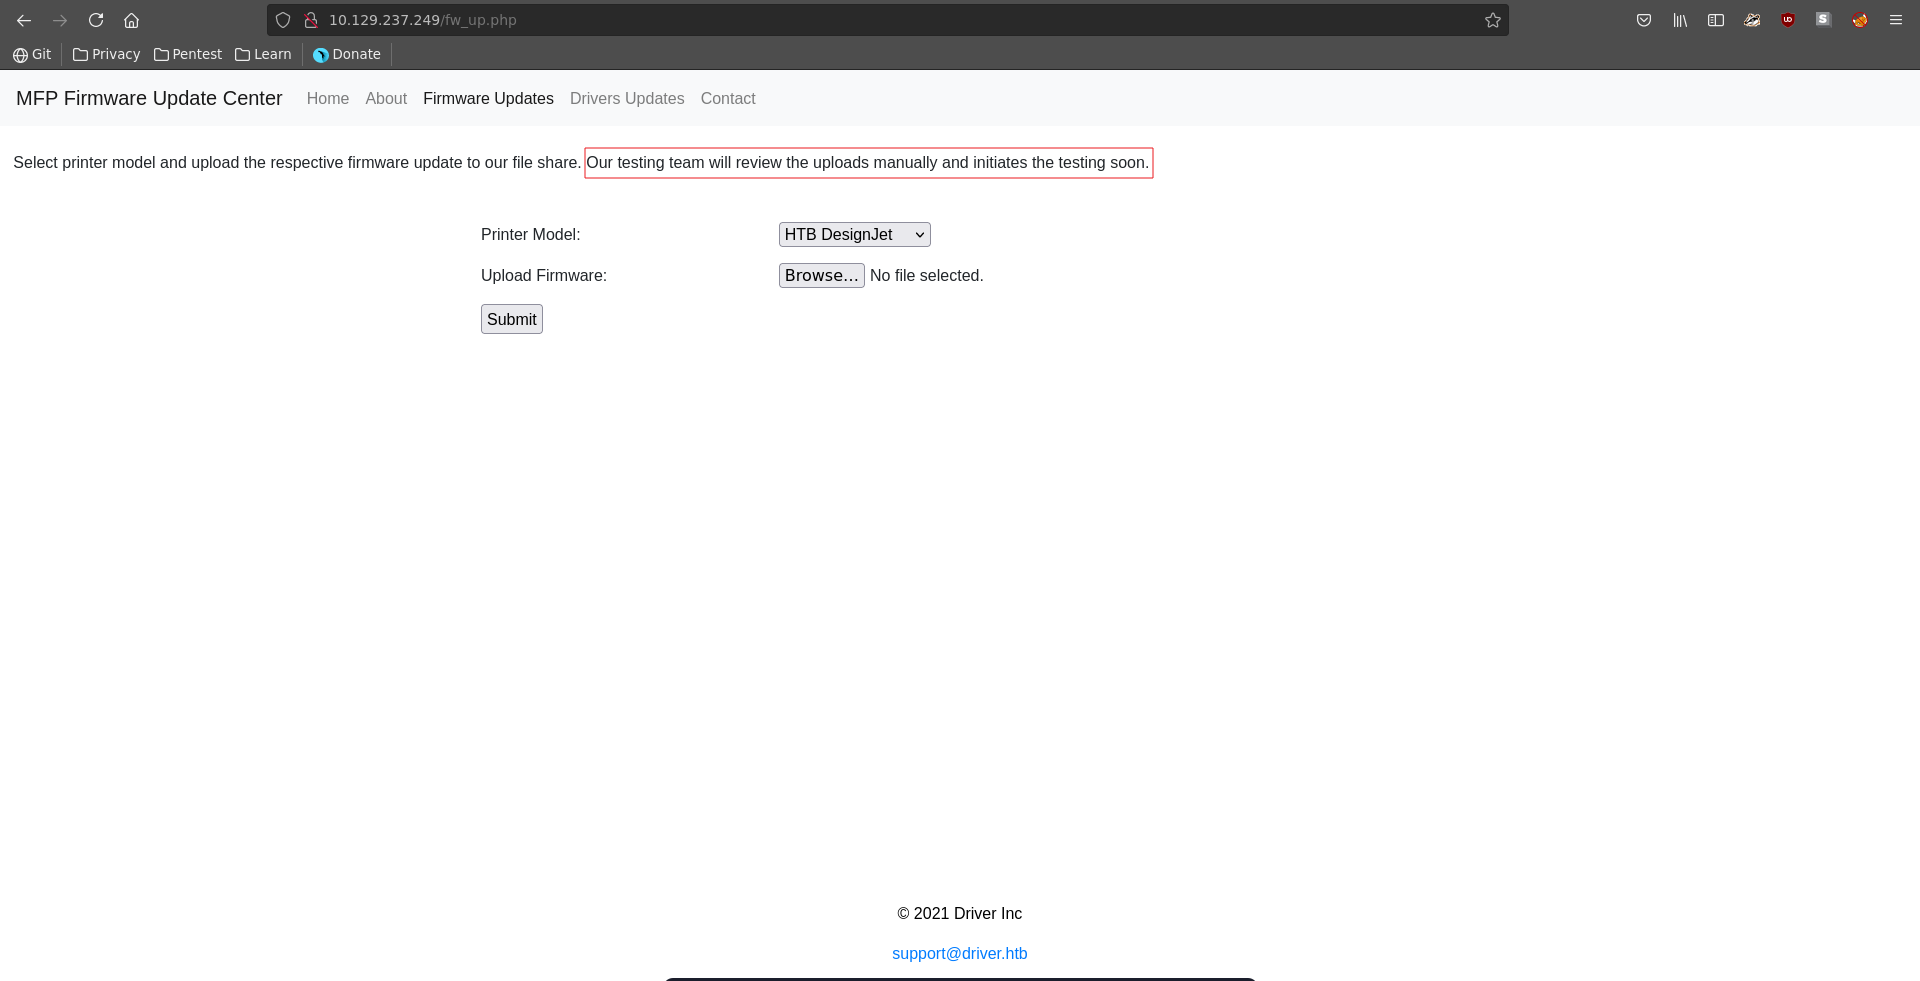 10.129.237.249/fw_up.php
Git Privacy Pentest Learn Donate
MFP Firmware Update Center Home About Firmware Updates Drivers Updates Contact
Select printer model and upload the respective firmware update to our file share. Our testing team will review the uploads manually and initiates the testing soon.
Printer Model: HTB DesignJet
Upload Firmware: Browse... No file selected.
Submit
© 2021 Driver Inc
support@driver.htb